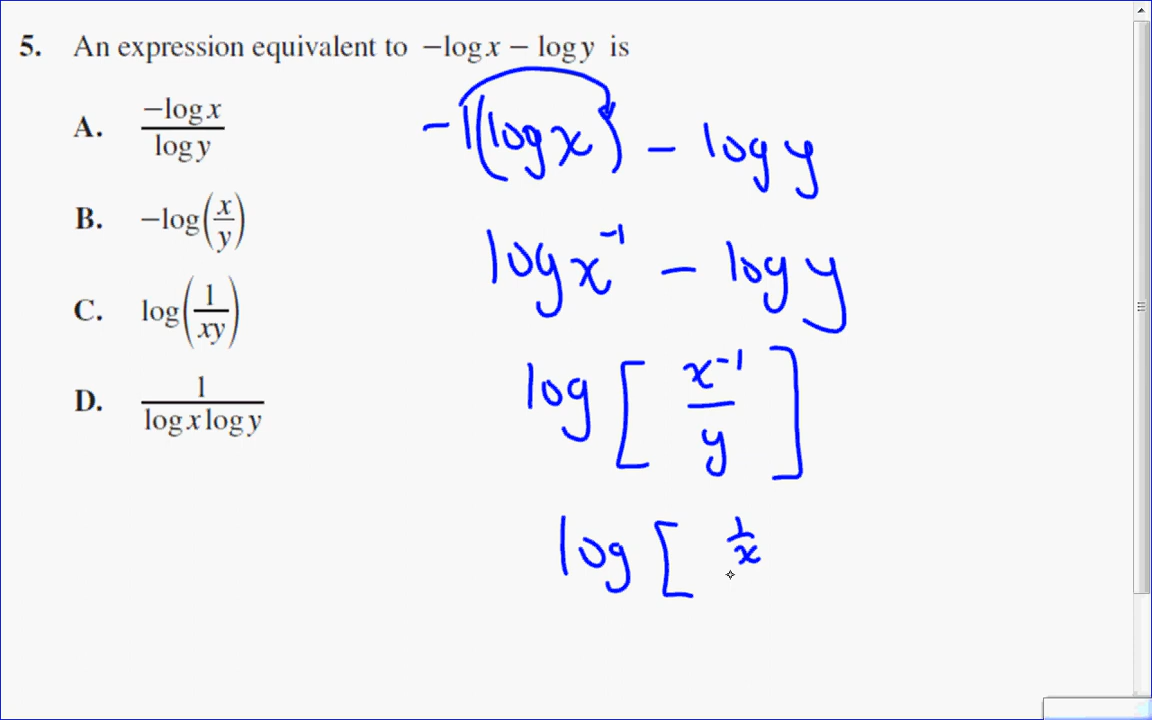 5. An expression equivalent to −log x − log y is
A. −log x / log y
B. −log(x/y)
C. log(1/xy)
D. 1 / log x log y
-1(log x) - log y
log x⁻¹ - log y
log [ x⁻¹ / y ]
log [ 1/x